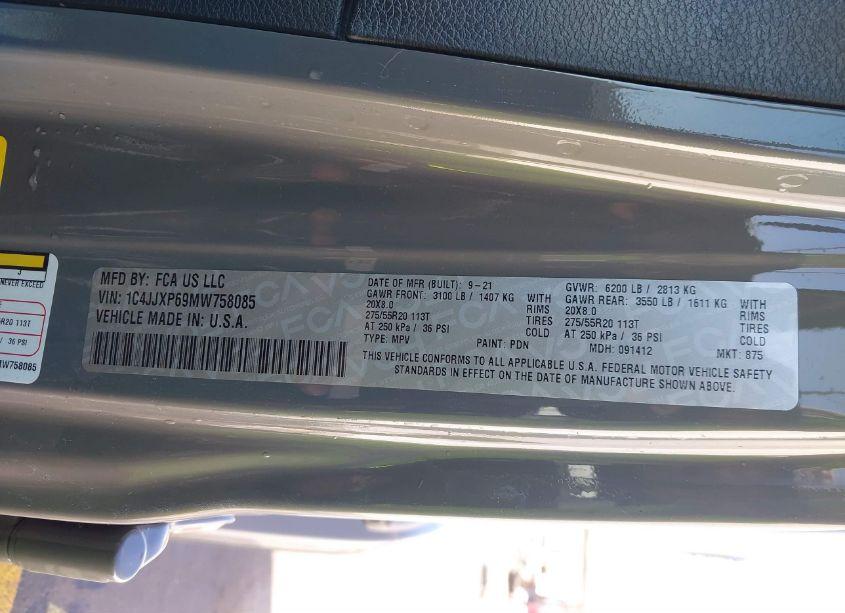 3
NEVER EXCEED
5R20 113T
/ 36 PSI
MW758085
MFD BY: FCA US LLC
VIN: 1C4JJXP69MW758085
VEHICLE MADE IN: U.S.A.
DATE OF MFR (BUILT): 9-21 GVWR: 6200 LB / 2813 KG
GAWR FRONT: 3100 LB / 1407 KG WITH GAWR REAR: 3550 LB / 1611 KG WITH
20X8.0 RIMS 20X8.0 RIMS
275/55R20 113T TIRES 275/55R20 113T TIRES
AT 250 kPa / 36 PSI COLD AT 250 kPa / 36 PSI COLD
TYPE: MPV PAINT: PDN MDH: 091412 MKT: 875
THIS VEHICLE CONFORMS TO ALL APPLICABLE U.S.A. FEDERAL MOTOR VEHICLE SAFETY
STANDARDS IN EFFECT ON THE DATE OF MANUFACTURE SHOWN ABOVE.